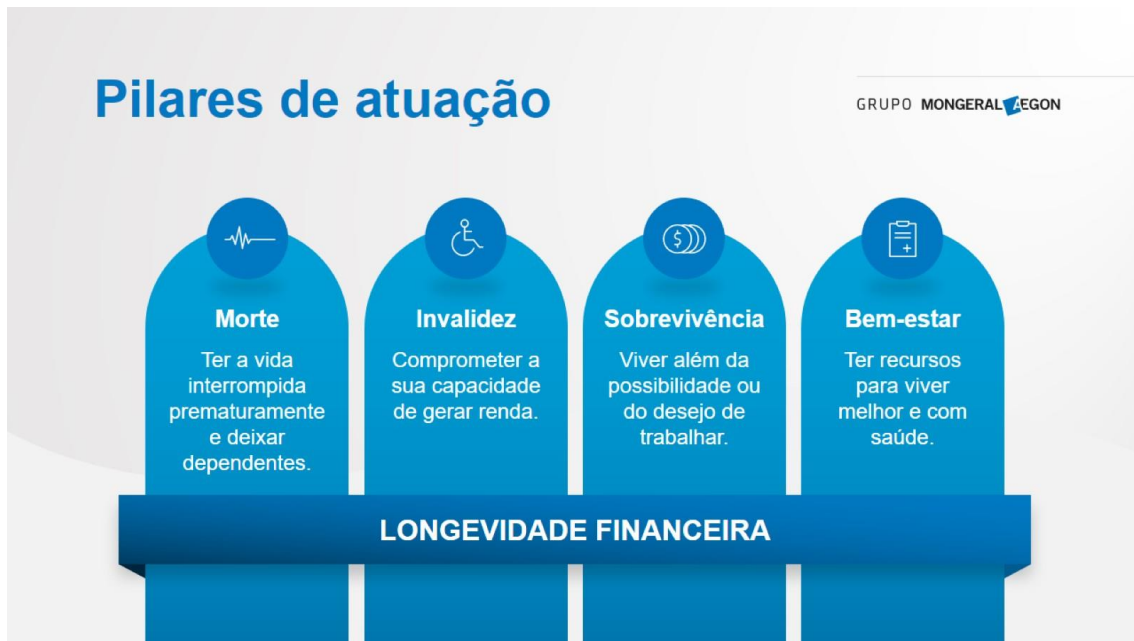 Pilares de atuação
GRUPO MONGERAL AEGON
Morte
Ter a vida
interrompida
prematuramente
e deixar
dependentes.
Invalidez
Comprometer a
sua capacidade
de gerar renda.
Sobrevivência
Viver além da
possibilidade ou
do desejo de
trabalhar.
Bem-estar
Ter recursos
para viver
melhor e com
saúde.
LONGEVIDADE FINANCEIRA